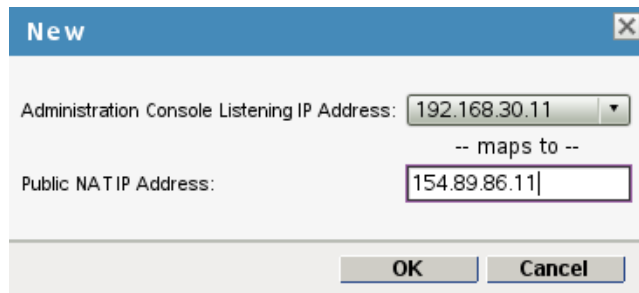 New
Administration Console Listening IP Address: 192.168.30.11
-- maps to --
Public NAT IP Address: 154.89.86.11
OK Cancel